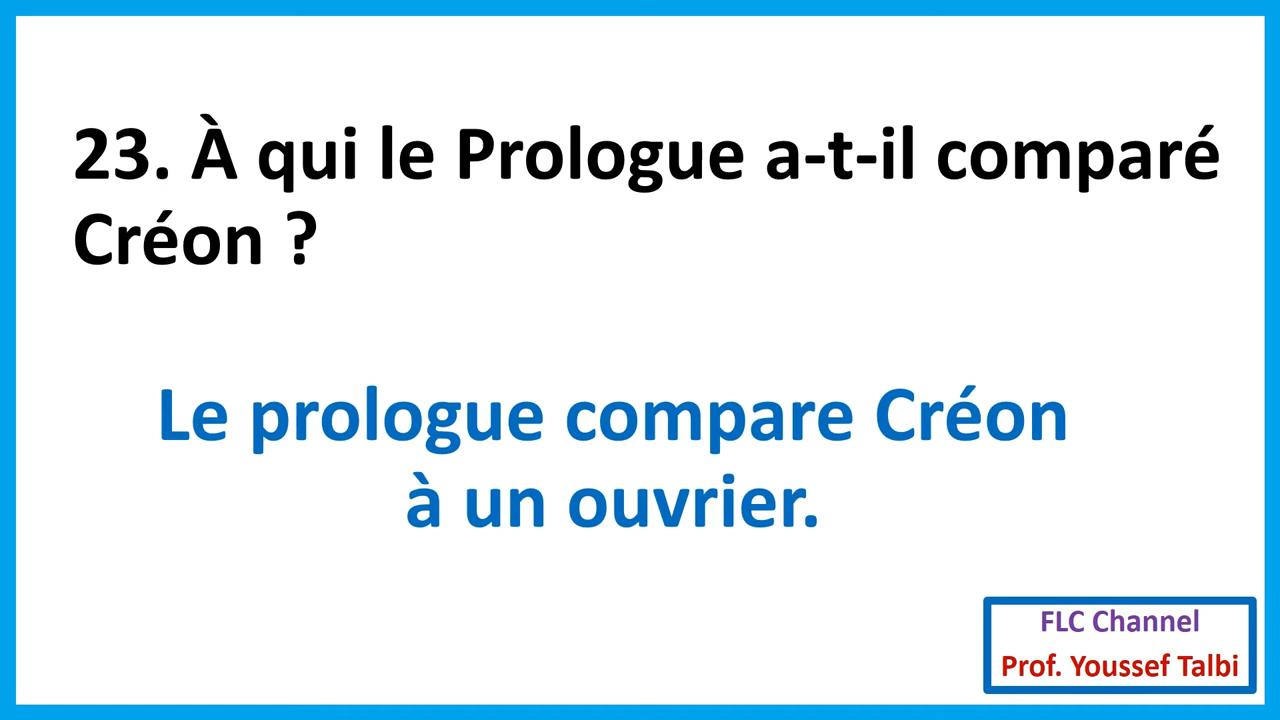 23. À qui le Prologue a-t-il comparé
Créon ?
Le prologue compare Créon
à un ouvrier.
FLC Channel
Prof. Youssef Talbi